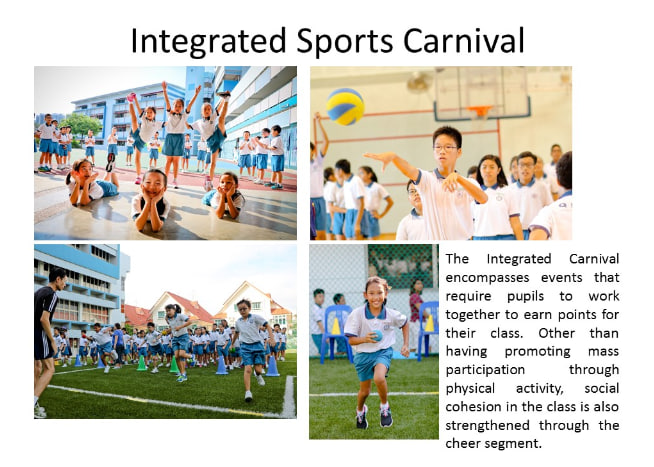 Integrated Sports Carnival
The Integrated Carnival
encompasses events that
require pupils to work
together to earn points for
their class. Other than
having promoting mass
participation through
physical activity, social
cohesion in the class is also
strengthened through the
cheer segment.